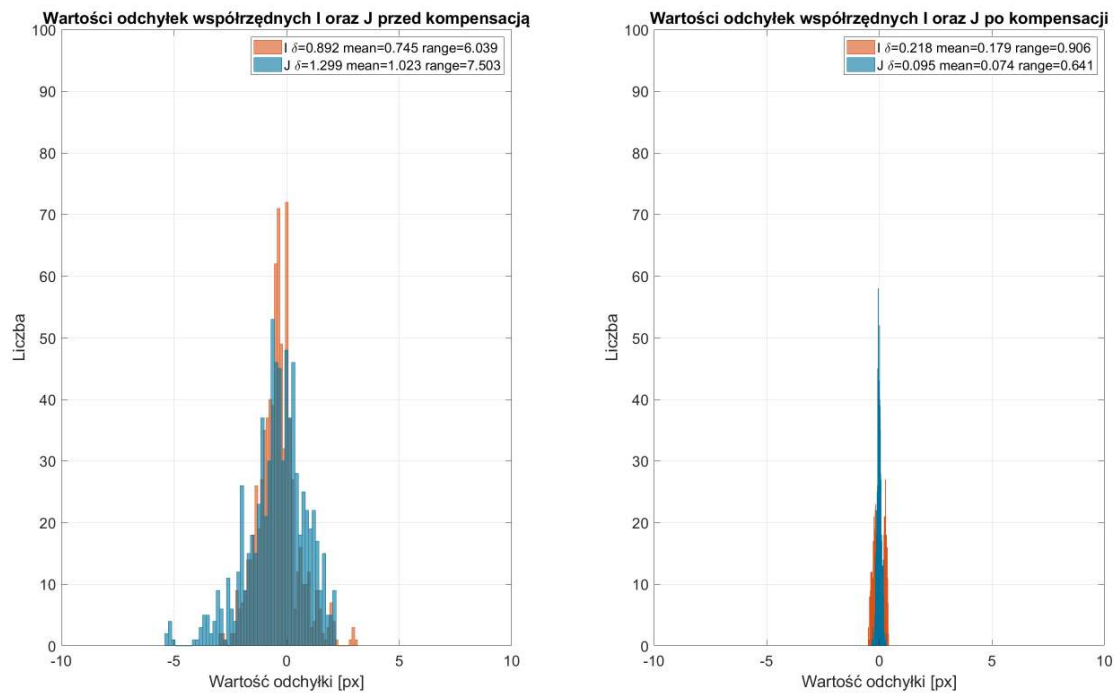 Wartości odchyłek współrzędnych I oraz J przed kompensacją
I δ=0.892 mean=0.745 range=6.039
J δ=1.299 mean=1.023 range=7.503
100
90
80
70
60
50
40
30
20
10
0
Liczba
-10 -5 0 5 10
Wartość odchyłki [px]
Wartości odchyłek współrzędnych I oraz J po kompensacji
I δ=0.218 mean=0.179 range=0.906
J δ=0.095 mean=0.074 range=0.641
100
90
80
70
60
50
40
30
20
10
0
Liczba
-10 -5 0 5 10
Wartość odchyłki [px]